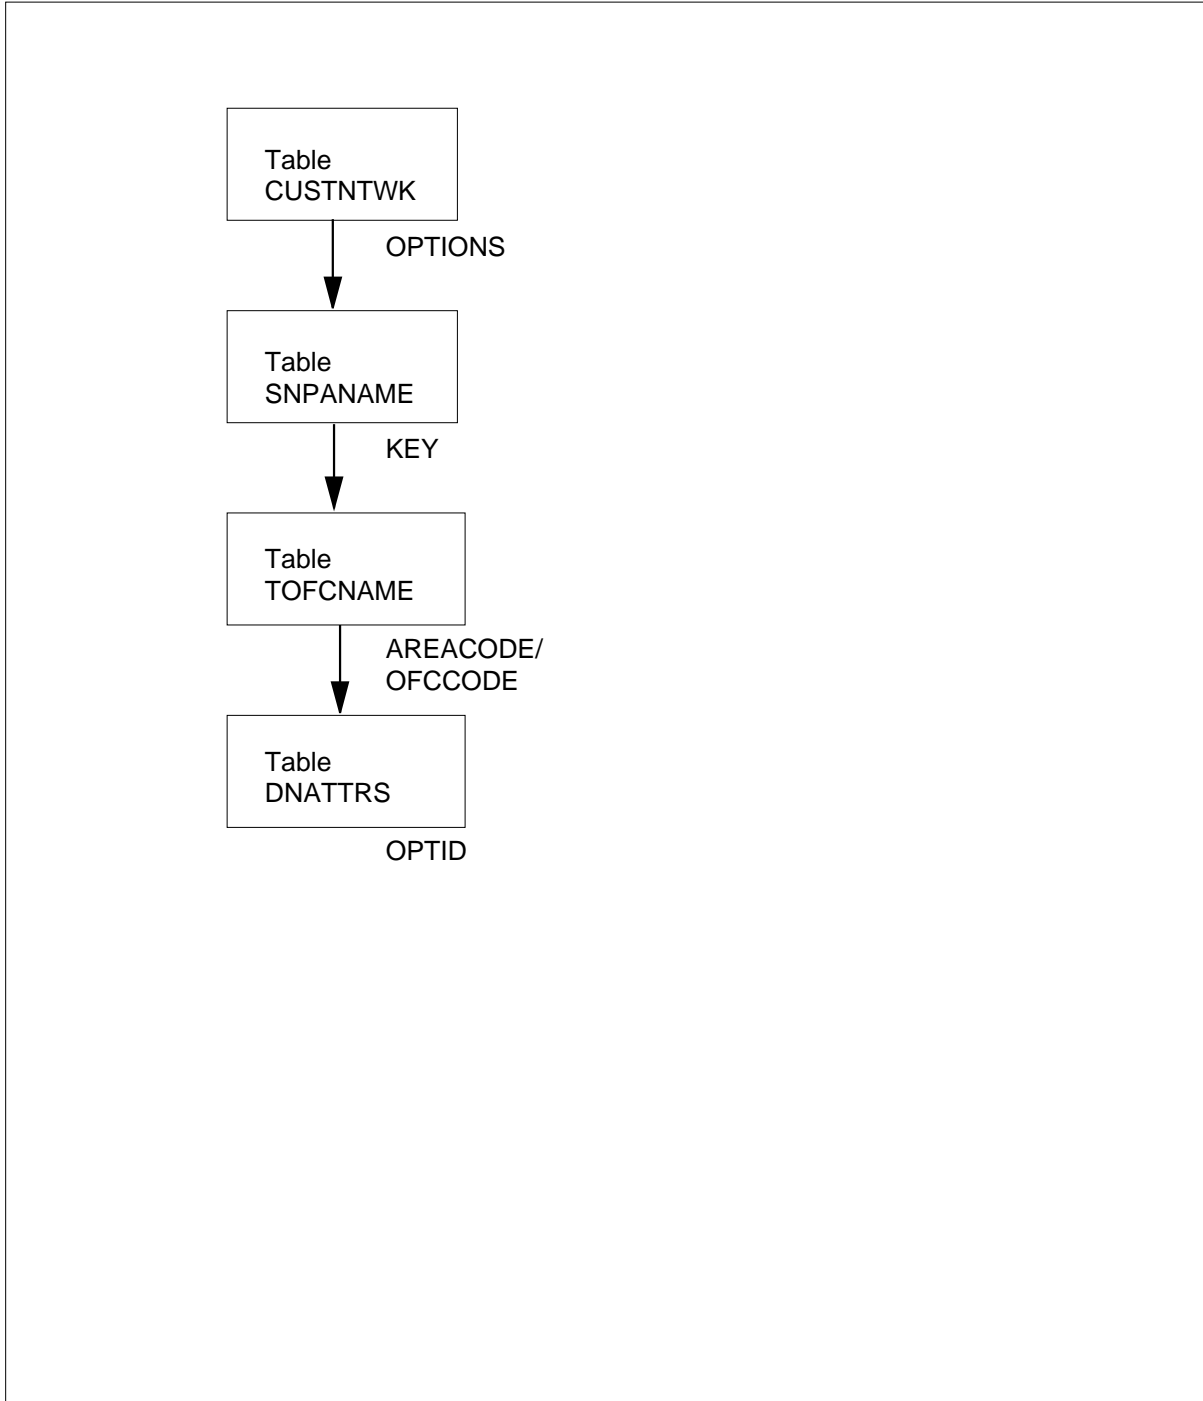 Table
CUSTNTWK
OPTIONS
Table
SNPANAME
KEY
Table
TOFCNAME
AREACODE/
OFCCODE
Table
DNATTRS
OPTID